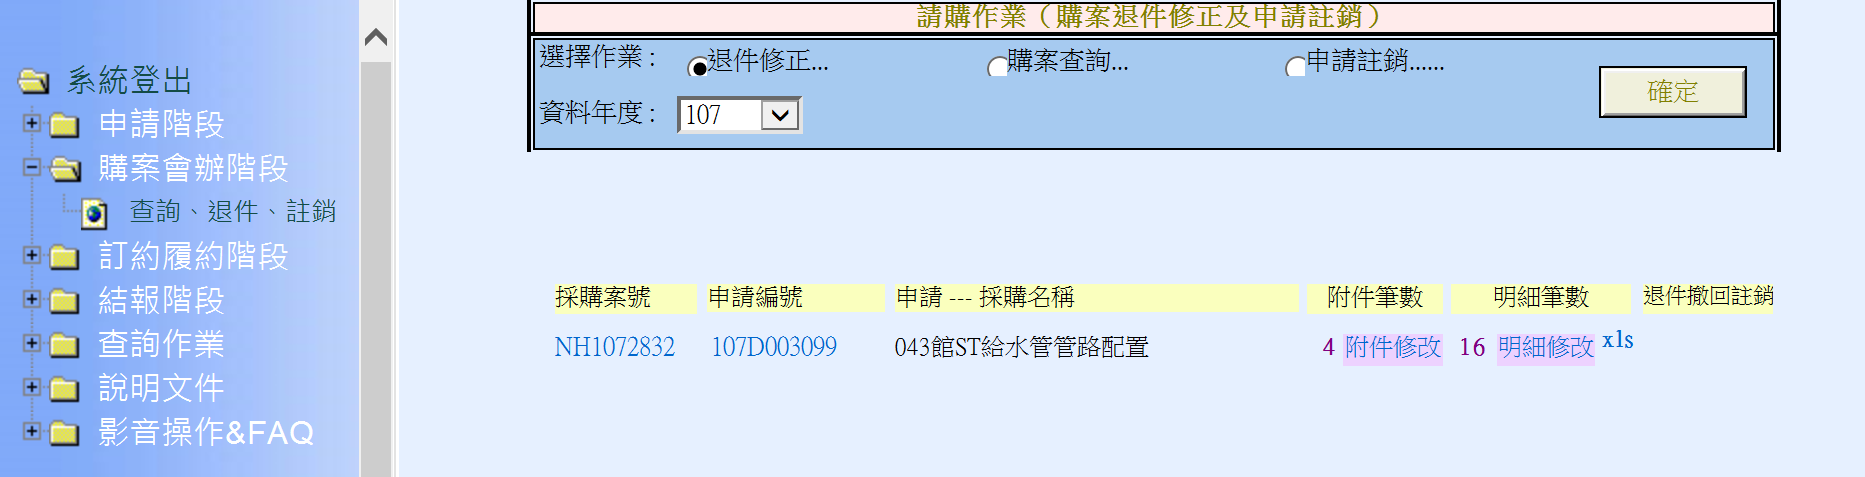 系統登出
申請階段
購案會辦階段
查詢、退件、註銷
訂約履約階段
結報階段
查詢作業
說明文件
影音操作&FAQ
請購作業（購案退件修正及申請註銷）
選擇作業： 退件修正... 購案查詢... 申請註銷......
資料年度： 107
確定
採購案號 申請編號 申請 --- 採購名稱 附件筆數 明細筆數 退件撤回註銷
NH1072832 107D003099 043館ST給水管管路配置 4 附件修改 16 明細修改 xls